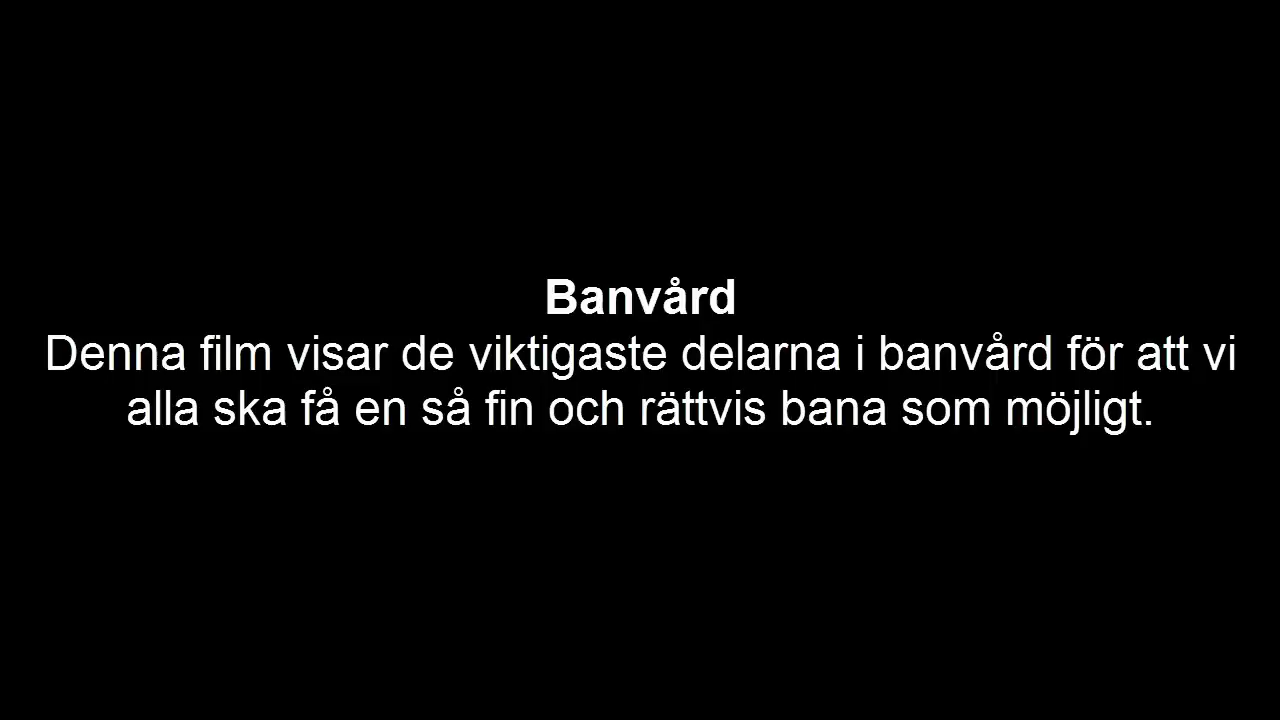 Banvård
Denna film visar de viktigaste delarna i banvård för att vi
alla ska få en så fin och rättvis bana som möjligt.